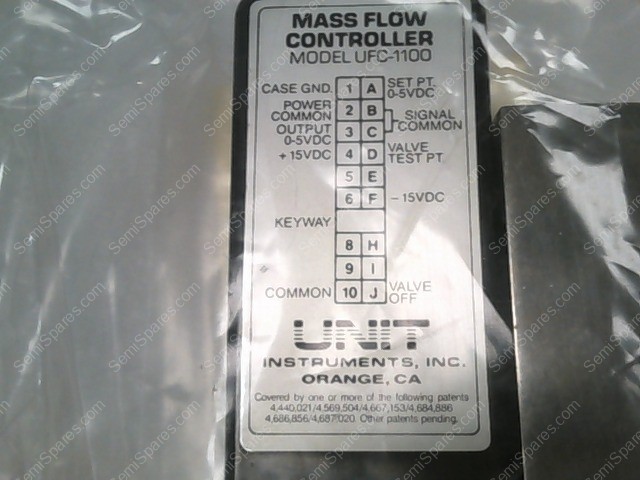 MASS FLOW
CONTROLLER
MODEL UFC-1100
CASE GND. 1 A SET PT.
0-5VDC
POWER
COMMON 2 B SIGNAL
COMMON
OUTPUT
0-5VDC 3 C
+15VDC 4 D VALVE
TEST PT.
5 E
6 F -15VDC
KEYWAY
8 H
9 I
COMMON 10 J VALVE
OFF
UNIT
INSTRUMENTS, INC.
ORANGE, CA
Covered by one or more of the following patents
4,440,021/4,569,504/4,667,153/4,684,886
4,686,856/4,687,020. Other patents pending.
SemiSpares.com